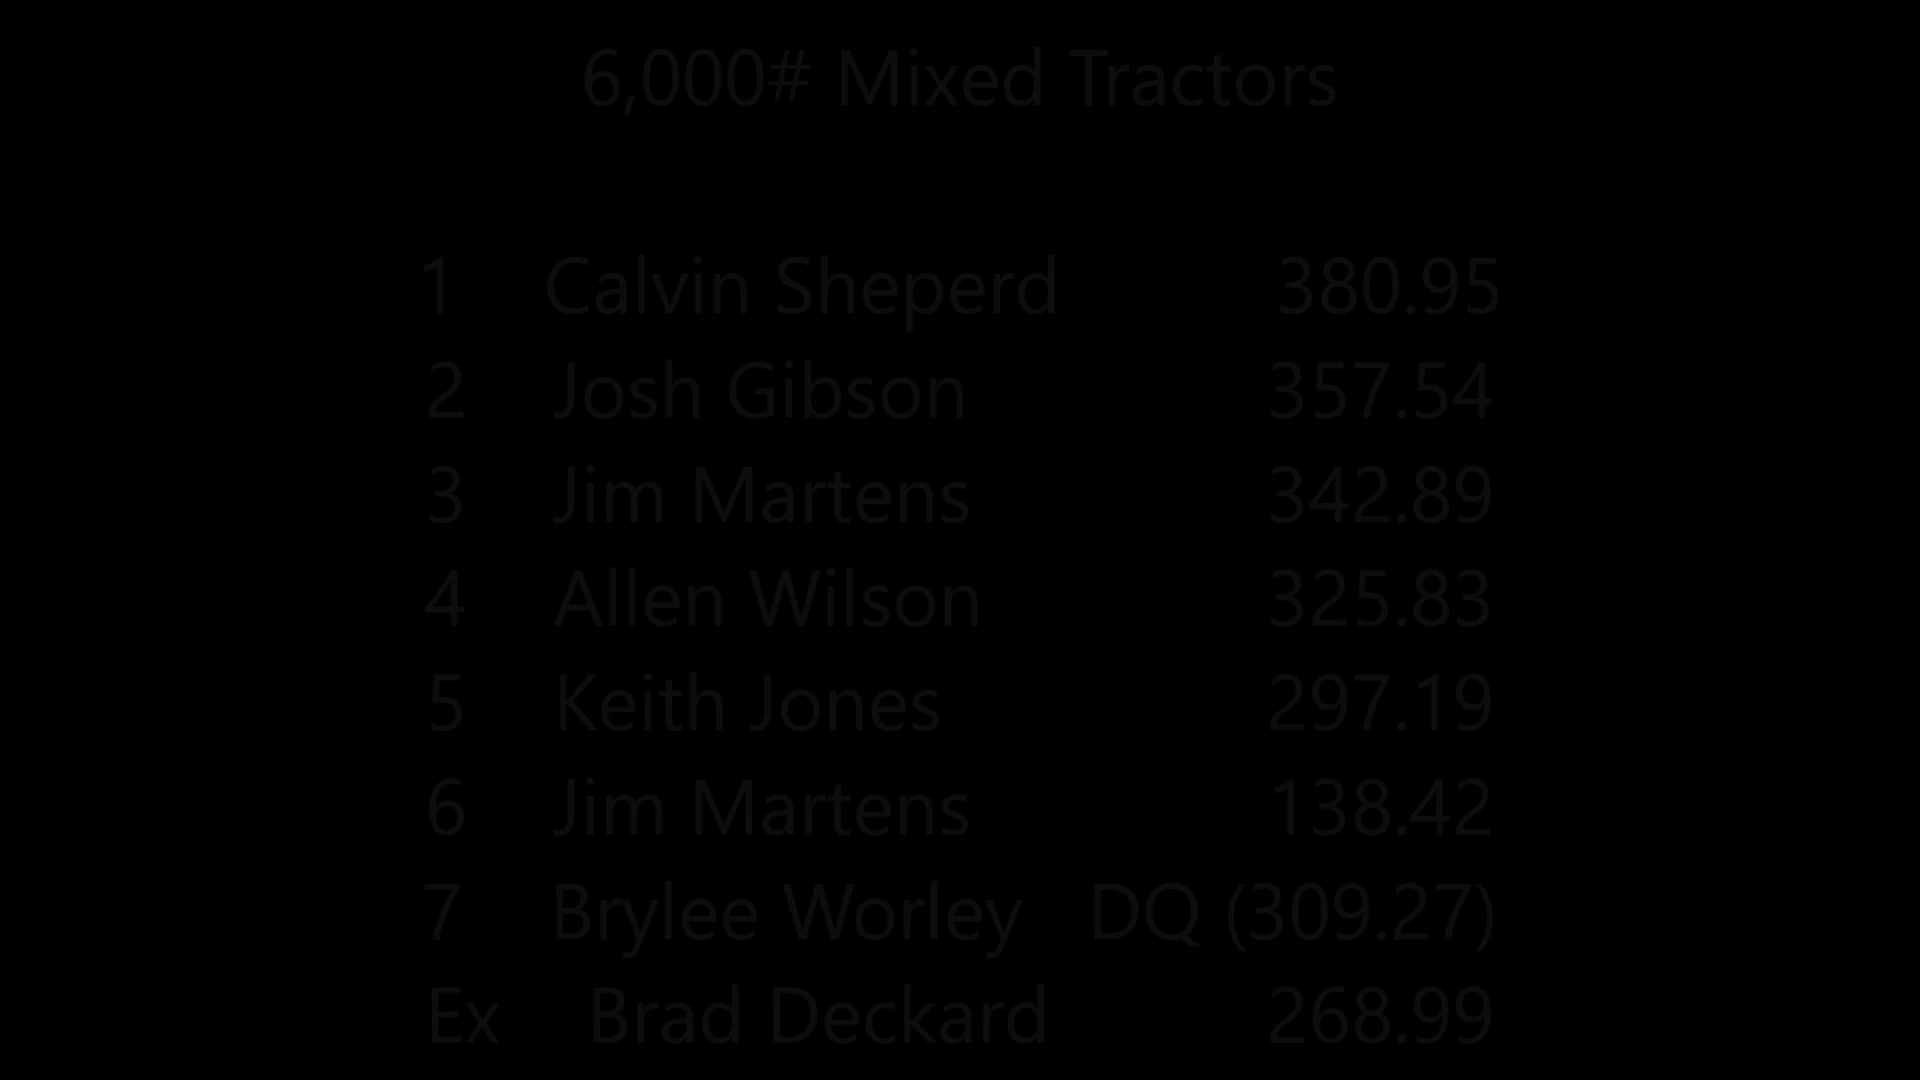 6,000# Mixed Tractors
1 Calvin Sheperd 380.95
2 Josh Gibson 357.54
3 Jim Martens 342.89
4 Allen Wilson 325.83
5 Keith Jones 297.19
6 Jim Martens 138.42
7 Brylee Worley DQ (309.27)
Ex Brad Deckard 268.99